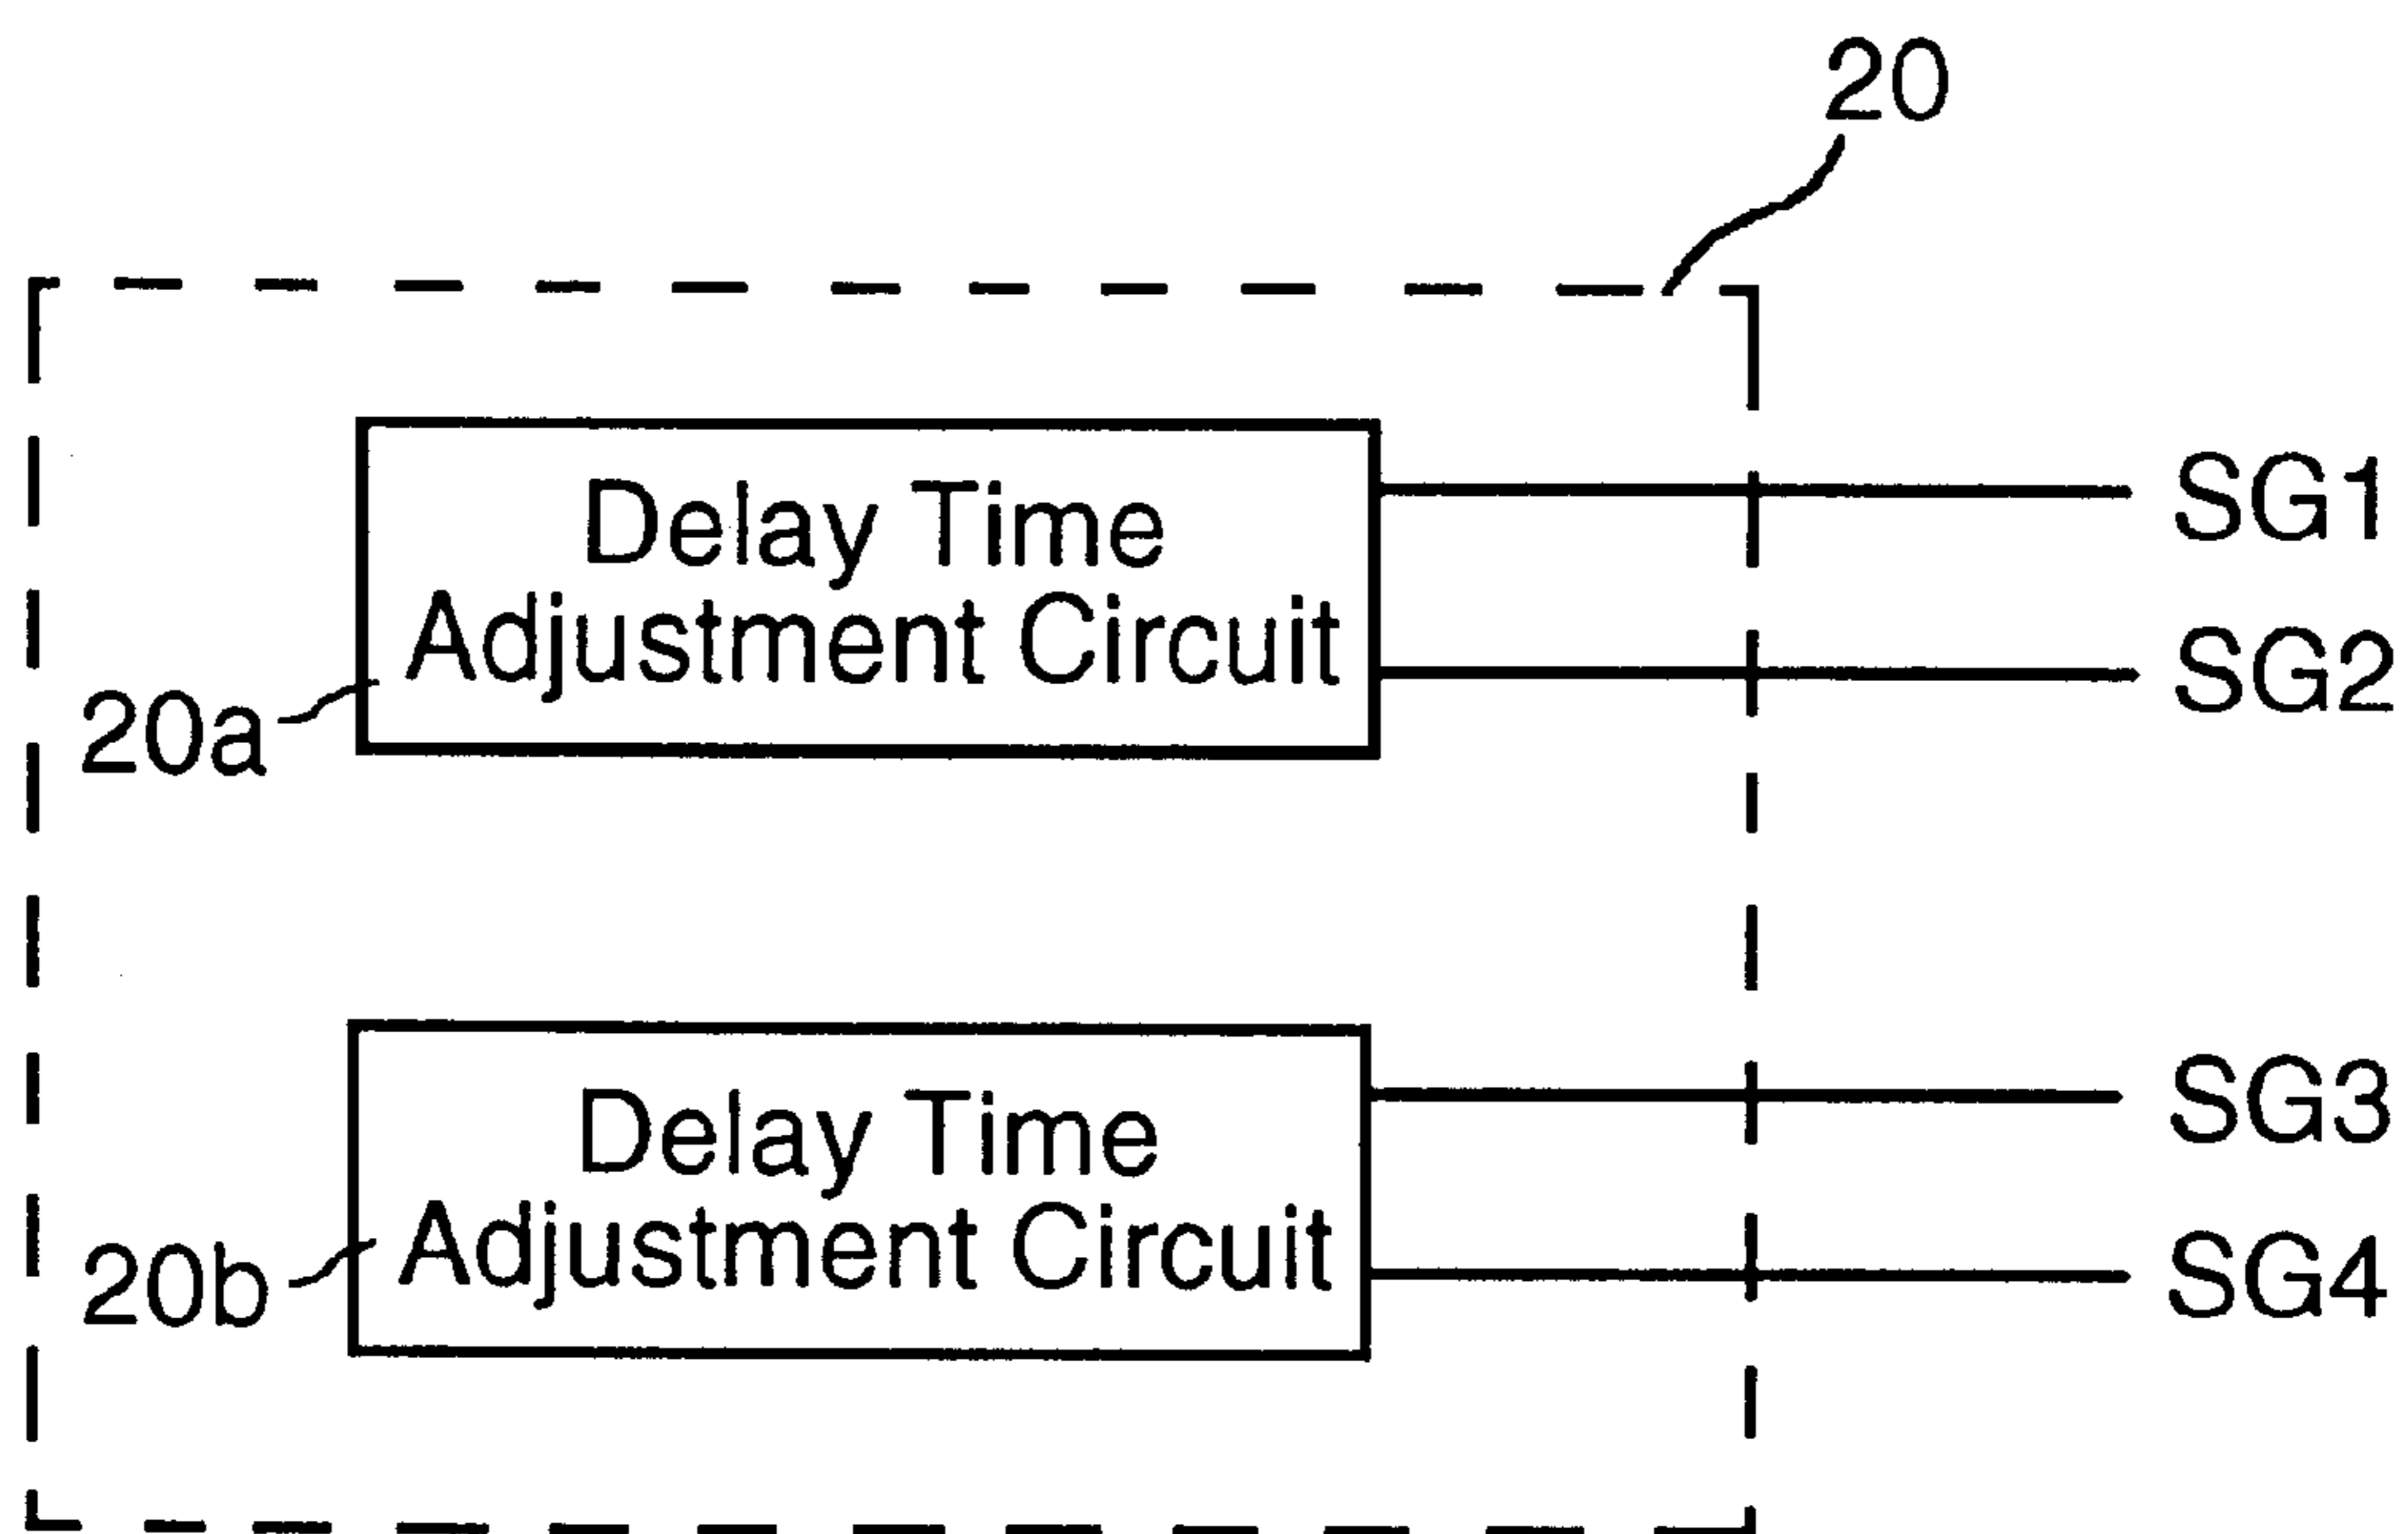 20
Delay Time
Adjustment Circuit
SG1
SG2
20a
Delay Time
Adjustment Circuit
SG3
SG4
20b